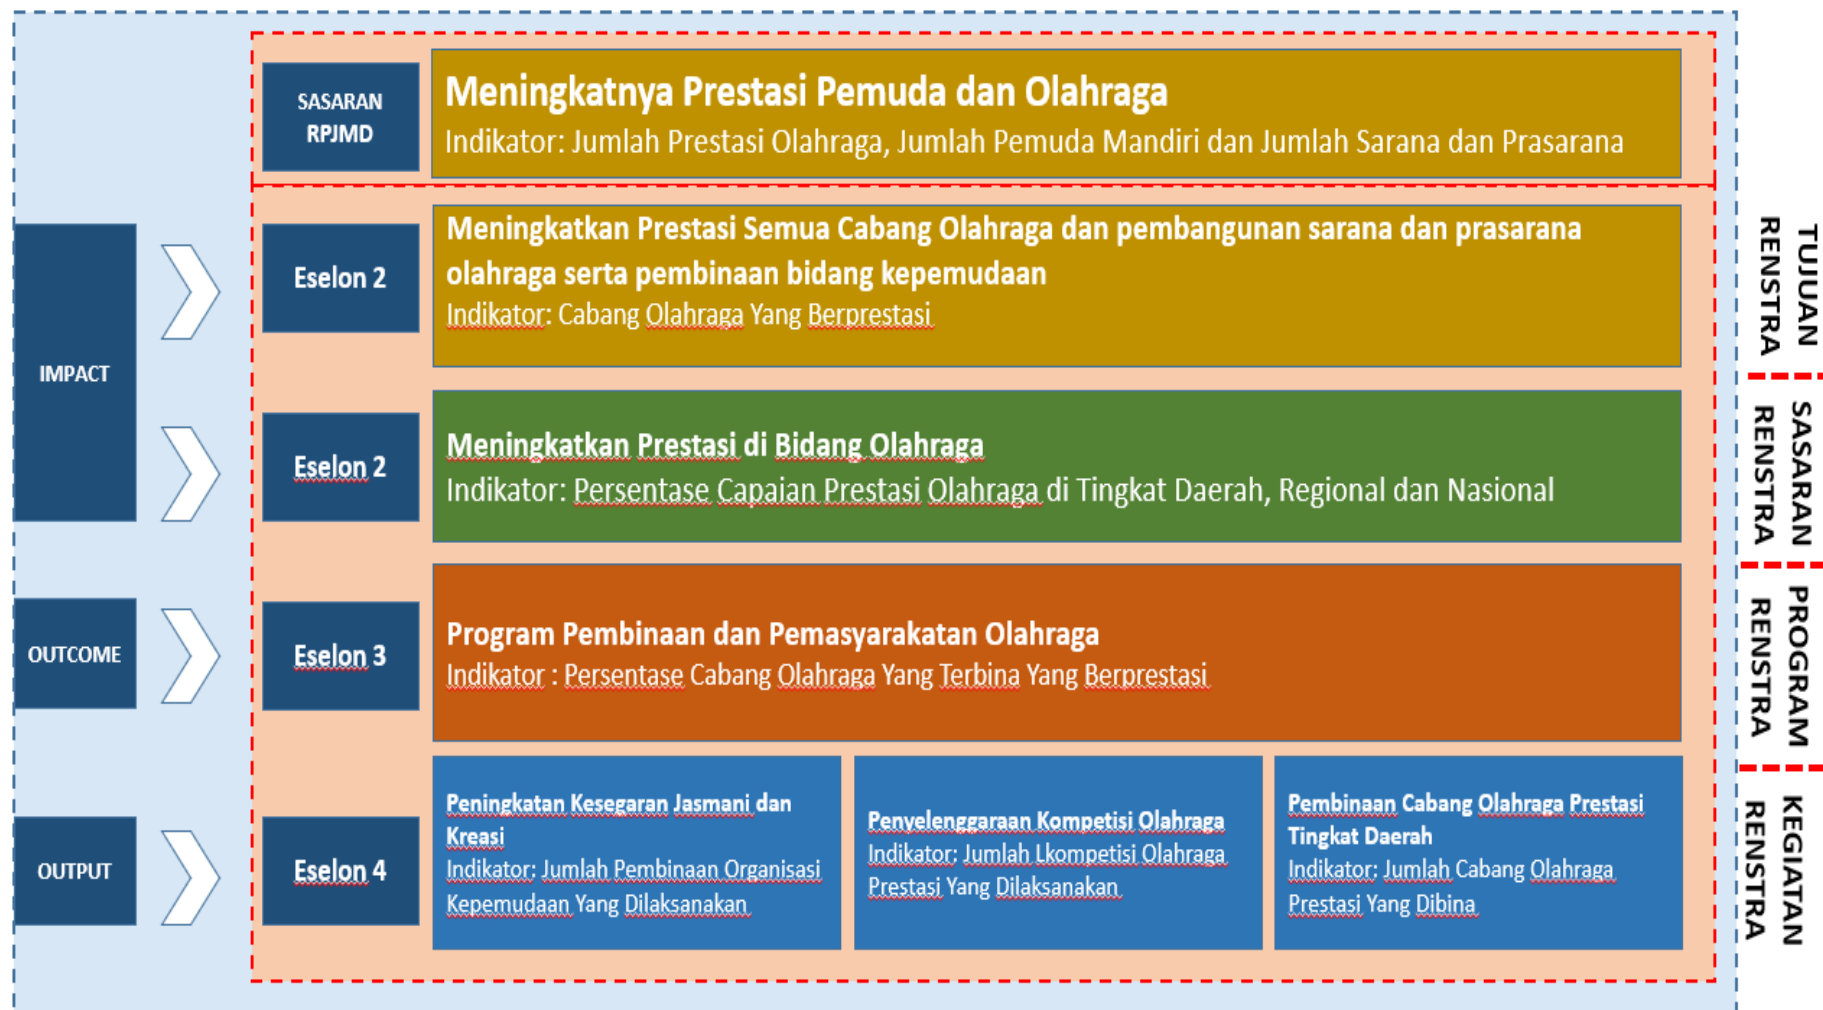 SASARAN
RPJMD
Meningkatnya Prestasi Pemuda dan Olahraga
Indikator: Jumlah Prestasi Olahraga, Jumlah Pemuda Mandiri dan Jumlah Sarana dan Prasarana
IMPACT
Eselon 2
Meningkatkan Prestasi Semua Cabang Olahraga dan pembangunan sarana dan prasarana
olahraga serta pembinaan bidang kepemudaan
Indikator: Cabang Olahraga Yang Berprestasi
TUJUAN
RENSTRA
Eselon 2
Meningkatkan Prestasi di Bidang Olahraga
Indikator: Persentase Capaian Prestasi Olahraga di Tingkat Daerah, Regional dan Nasional
SASARAN
RENSTRA
OUTCOME
Eselon 3
Program Pembinaan dan Pemasyarakatan Olahraga
Indikator : Persentase Cabang Olahraga Yang Terbina Yang Berprestasi
PROGRAM
RENSTRA
OUTPUT
Eselon 4
Peningkatan Kesegaran Jasmani dan
Kreasi
Indikator: Jumlah Pembinaan Organisasi
Kepemudaan Yang Dilaksanakan
Penyelenggaraan Kompetisi Olahraga
Indikator: Jumlah Lkompetisi Olahraga
Prestasi Yang Dilaksanakan
Pembinaan Cabang Olahraga Prestasi
Tingkat Daerah
Indikator: Jumlah Cabang Olahraga
Prestasi Yang Dibina
KEGIATAN
RENSTRA